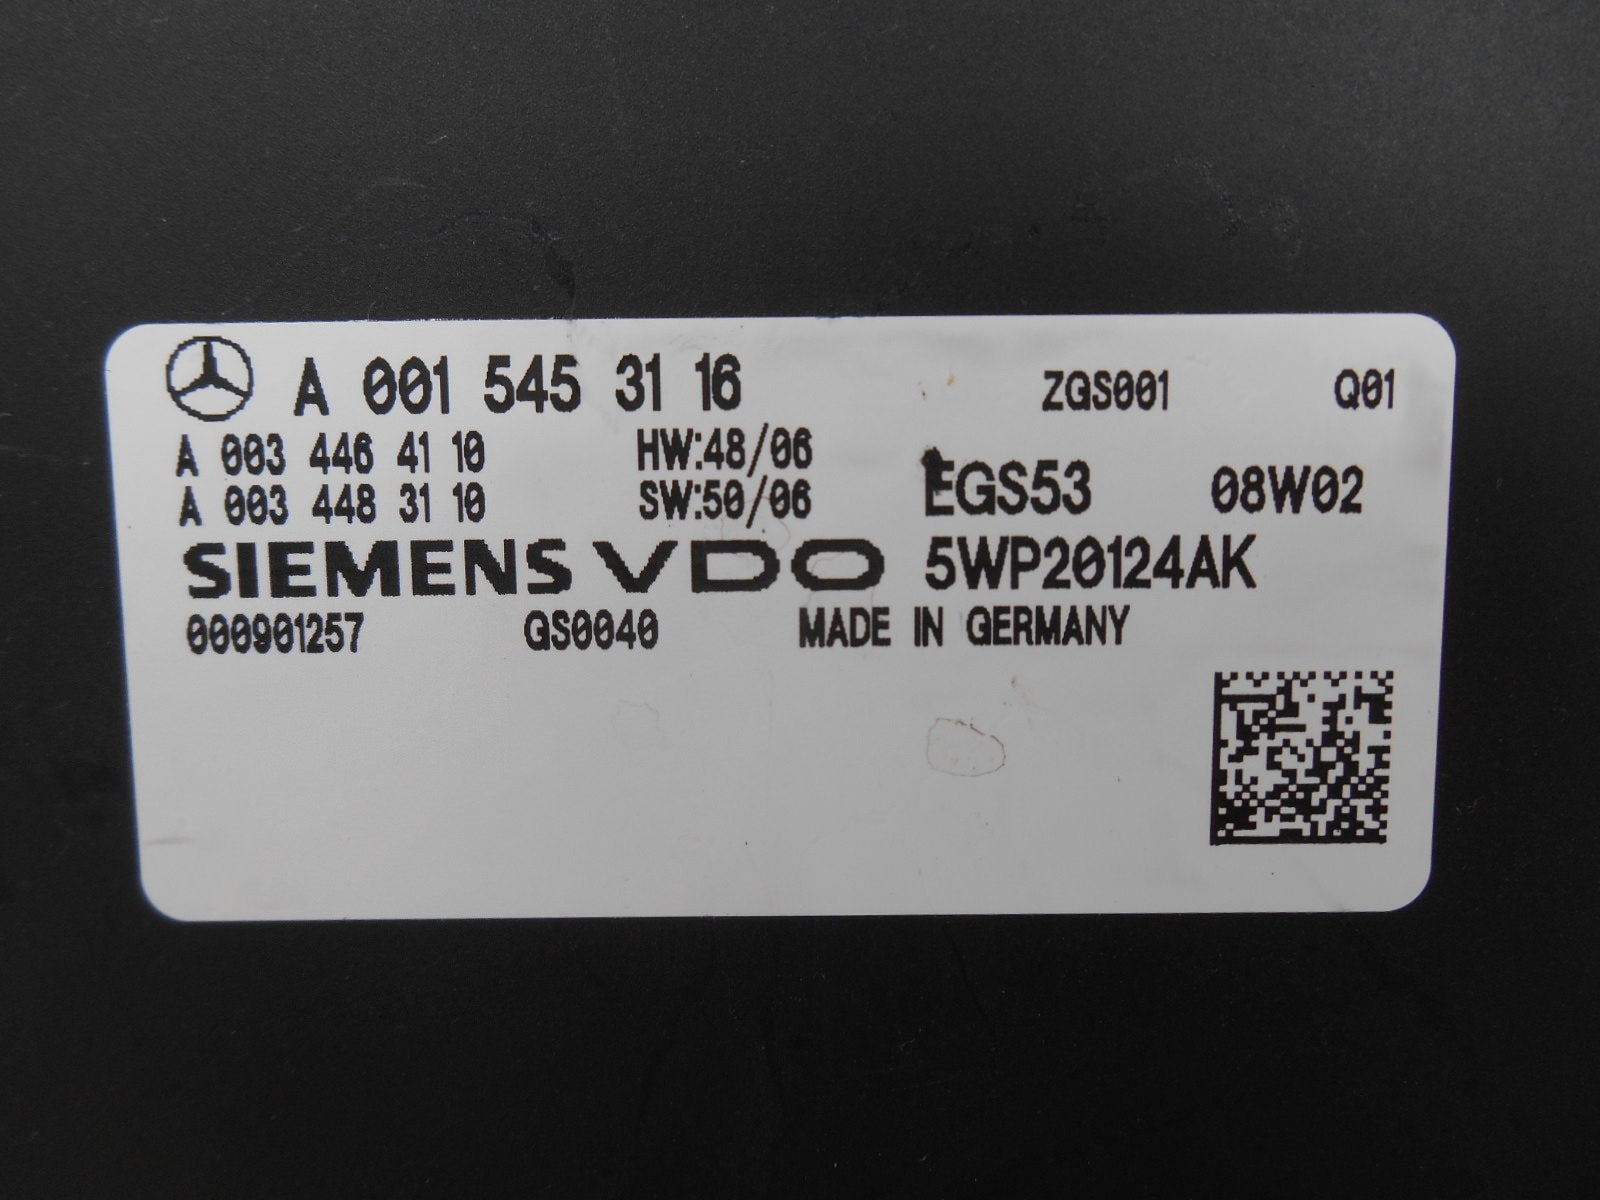 A 001 545 31 16 ZGS001 Q01
A 003 446 41 10 HW:48/06
A 003 448 31 10 SW:50/06 EGS53 08W02
SIEMENS VDO 5WP20124AK
000901257 GS0040 MADE IN GERMANY